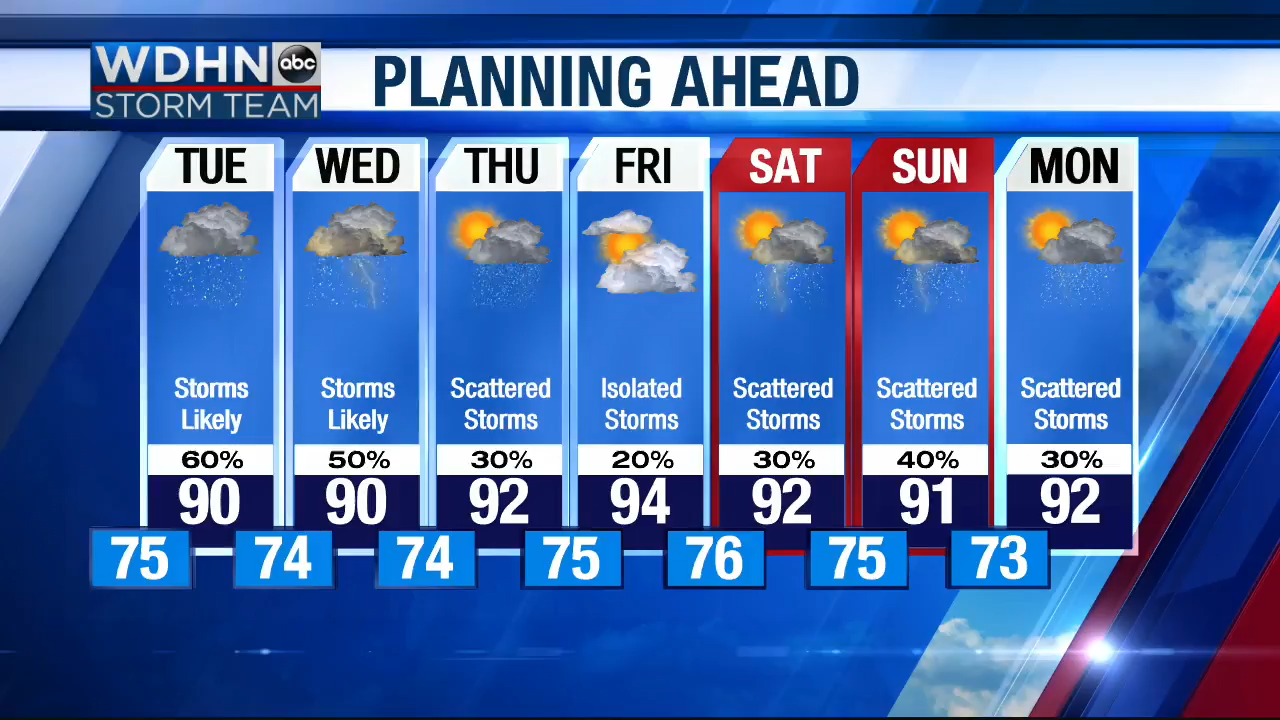 WDHN abc
STORM TEAM
PLANNING AHEAD
TUE WED THU FRI SAT SUN MON
Storms Storms Scattered Isolated Scattered Scattered Scattered
Likely Likely Storms Storms Storms Storms Storms
60% 50% 30% 20% 30% 40% 30%
90 90 92 94 92 91 92
75 74 74 75 76 75 73